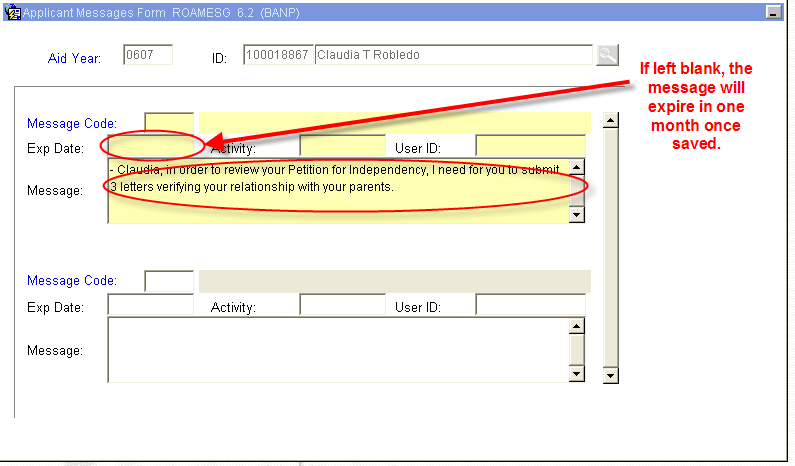 Applicant Messages Form ROAMESG 6.2 (BANP)
Aid Year: 0607 ID: 100018867 Claudia T Robledo
If left blank, the
message will
expire in one
month once
saved.
Message Code:
Exp Date: Activity: User ID:
Message:
- Claudia, in order to review your Petition for Independency, I need for you to submit
3 letters verifying your relationship with your parents.
Message Code:
Exp Date: Activity: User ID:
Message: